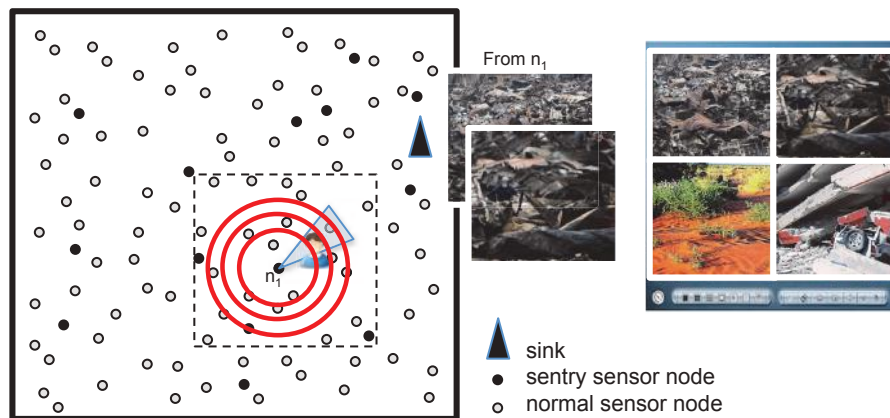 From n1
n1
sink
sentry sensor node
normal sensor node